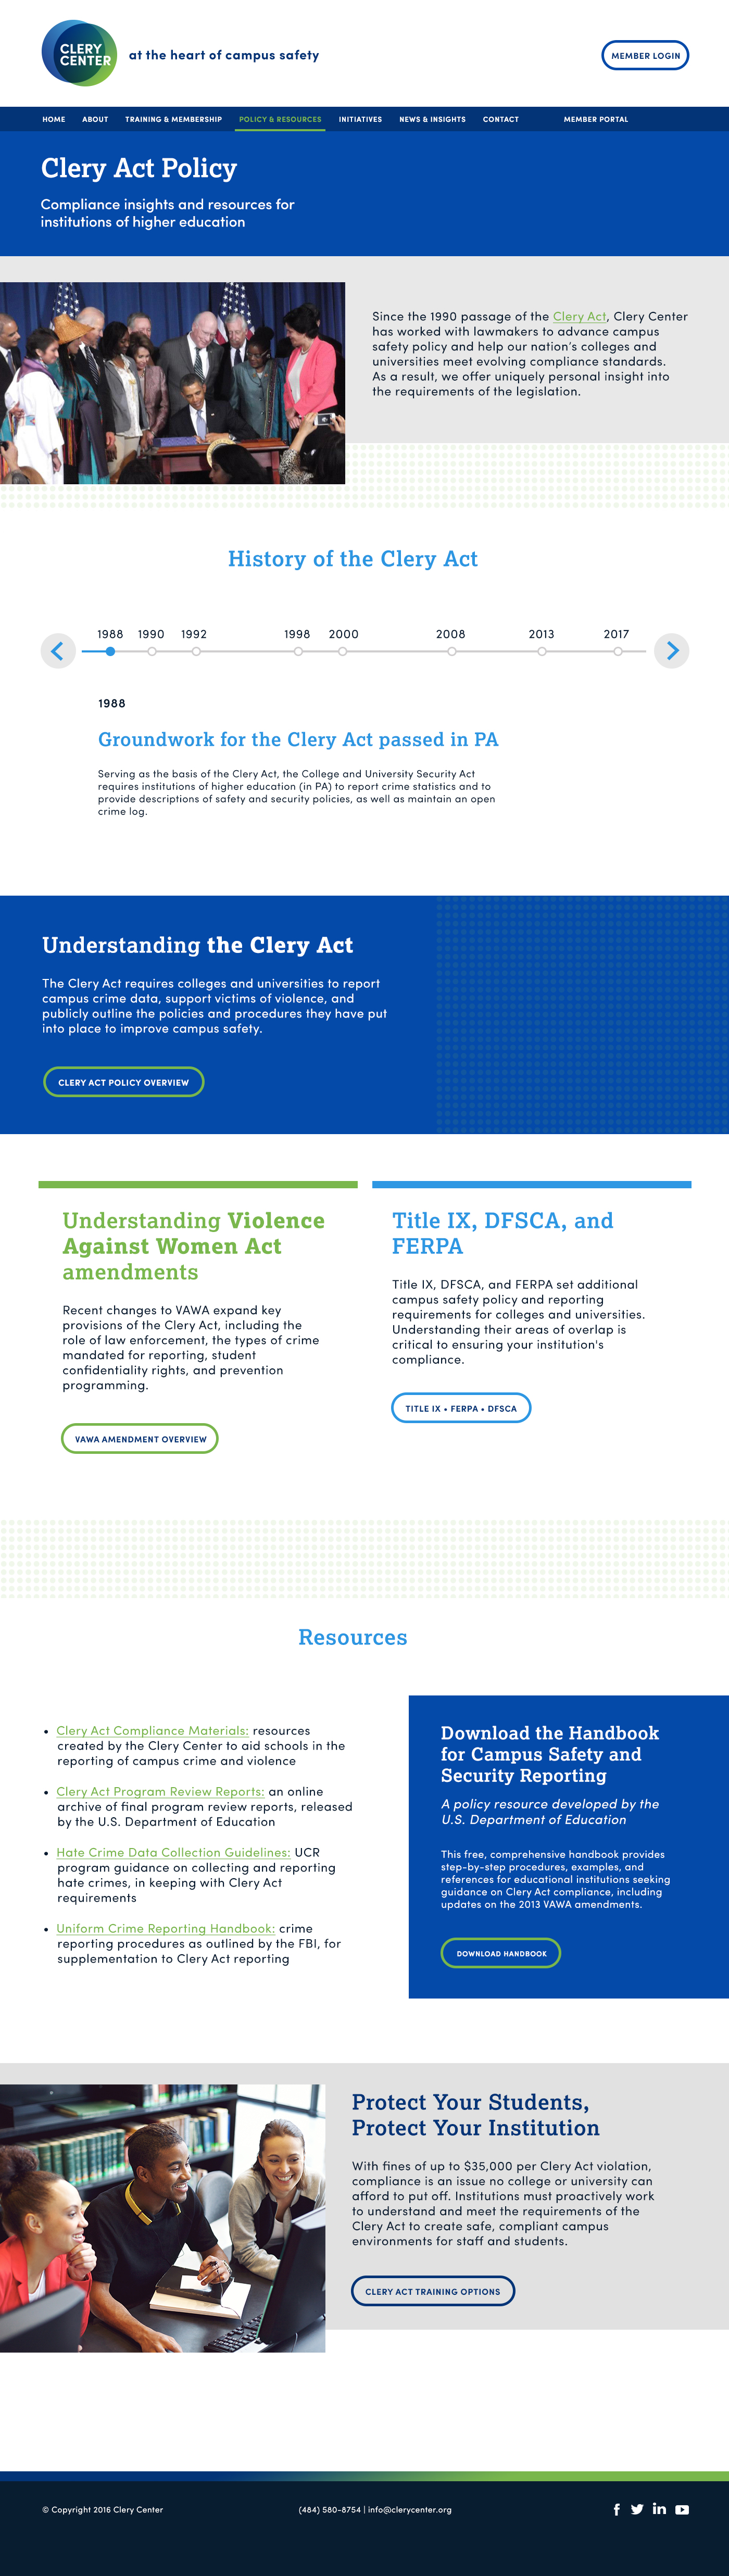 CLERY
CENTER
at the heart of campus safety
MEMBER LOGIN
HOME ABOUT TRAINING & MEMBERSHIP POLICY & RESOURCES INITIATIVES NEWS & INSIGHTS CONTACT MEMBER PORTAL
Clery Act Policy
Compliance insights and resources for
institutions of higher education
Since the 1990 passage of the Clery Act, Clery Center
has worked with lawmakers to advance campus
safety policy and help our nation's colleges and
universities meet evolving compliance standards.
As a result, we offer uniquely personal insight into
the requirements of the legislation.
History of the Clery Act
1988 1990 1992 1998 2000 2008 2013 2017
1988
Groundwork for the Clery Act passed in PA
Serving as the basis of the Clery Act, the College and University Security Act
requires institutions of higher education (in PA) to report crime statistics and to
provide descriptions of safety and security policies, as well as maintain an open
crime log.
Understanding the Clery Act
The Clery Act requires colleges and universities to report
campus crime data, support victims of violence, and
publicly outline the policies and procedures they have put
into place to improve campus safety.
CLERY ACT POLICY OVERVIEW
Understanding Violence
Against Women Act
amendments
Recent changes to VAWA expand key
provisions of the Clery Act, including the
role of law enforcement, the types of crime
mandated for reporting, student
confidentiality rights, and prevention
programming.
VAWA AMENDMENT OVERVIEW
Title IX, DFSCA, and
FERPA
Title IX, DFSCA, and FERPA set additional
campus safety policy and reporting
requirements for colleges and universities.
Understanding their areas of overlap is
critical to ensuring your institution's
compliance.
TITLE IX • FERPA • DFSCA
Resources
• Clery Act Compliance Materials: resources
created by the Clery Center to aid schools in the
reporting of campus crime and violence
• Clery Act Program Review Reports: an online
archive of final program review reports, released
by the U.S. Department of Education
• Hate Crime Data Collection Guidelines: UCR
program guidance on collecting and reporting
hate crimes, in keeping with Clery Act
requirements
• Uniform Crime Reporting Handbook: crime
reporting procedures as outlined by the FBI, for
supplementation to Clery Act reporting
Download the Handbook
for Campus Safety and
Security Reporting
A policy resource developed by the
U.S. Department of Education
This free, comprehensive handbook provides
step-by-step procedures, examples, and
references for educational institutions seeking
guidance on Clery Act compliance, including
updates on the 2013 VAWA amendments.
DOWNLOAD HANDBOOK
Protect Your Students,
Protect Your Institution
With fines of up to $35,000 per Clery Act violation,
compliance is an issue no college or university can
afford to put off. Institutions must proactively work
to understand and meet the requirements of the
Clery Act to create safe, compliant campus
environments for staff and students.
CLERY ACT TRAINING OPTIONS
© Copyright 2016 Clery Center
(484) 580-8754 | info@clerycenter.org